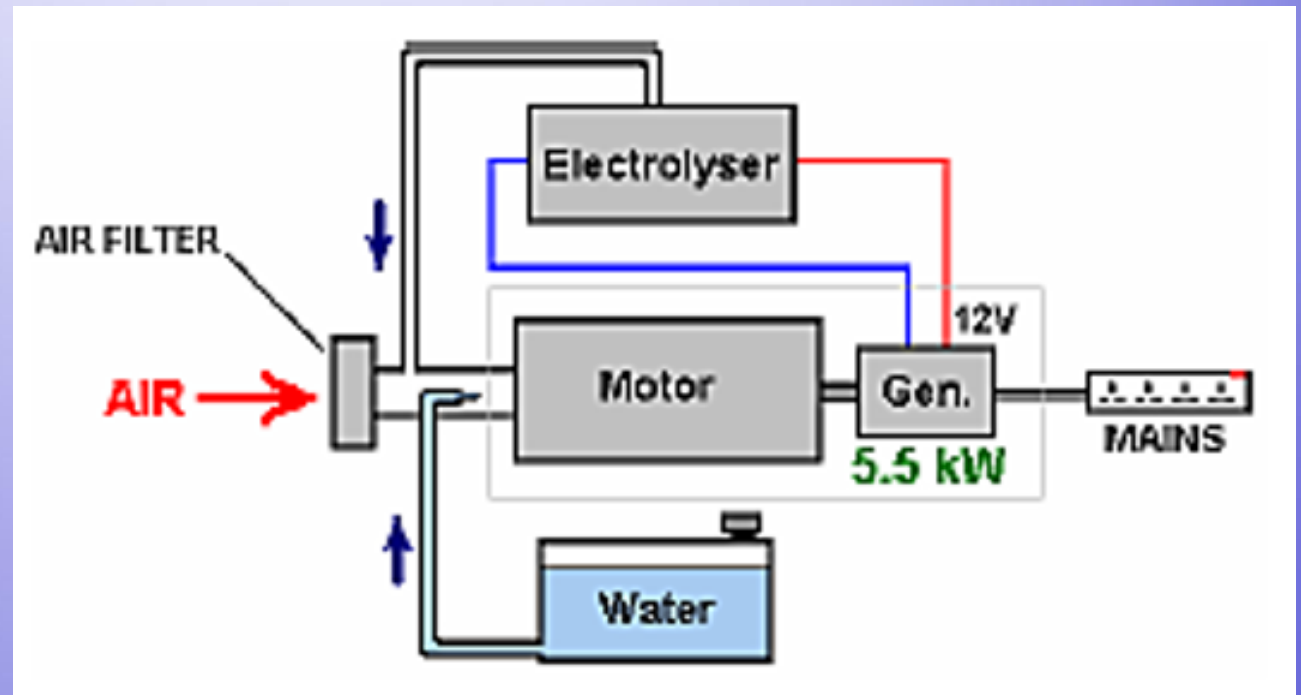 Electrolyser
AIR FILTER
12V
AIR
Motor
Gen.
MAINS
5.5 kW
Water